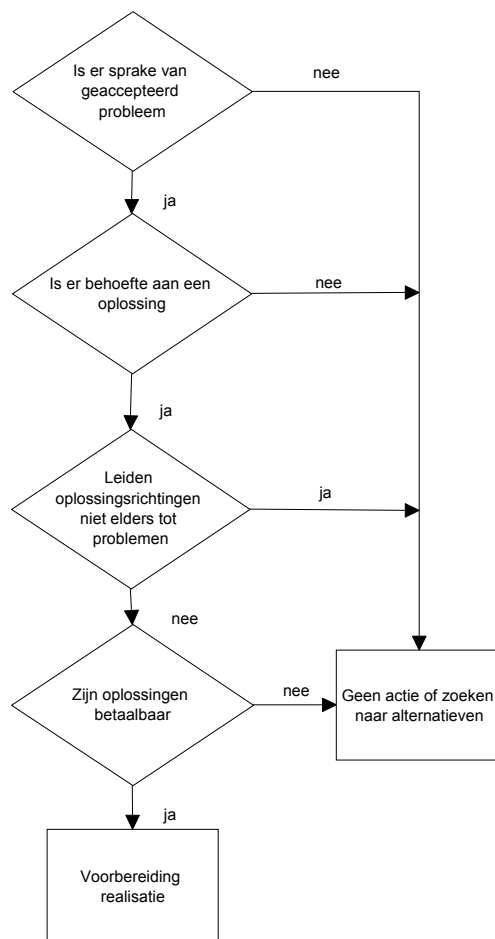 Is er sprake van
geaccepteerd
probleem
nee
ja
Is er behoefte aan een
oplossing
nee
ja
Leiden
oplossingsrichtingen
niet elders tot
problemen
ja
nee
Zijn oplossingen
betaalbaar
nee
Geen actie of zoeken
naar alternatieven
ja
Voorbereiding
realisatie